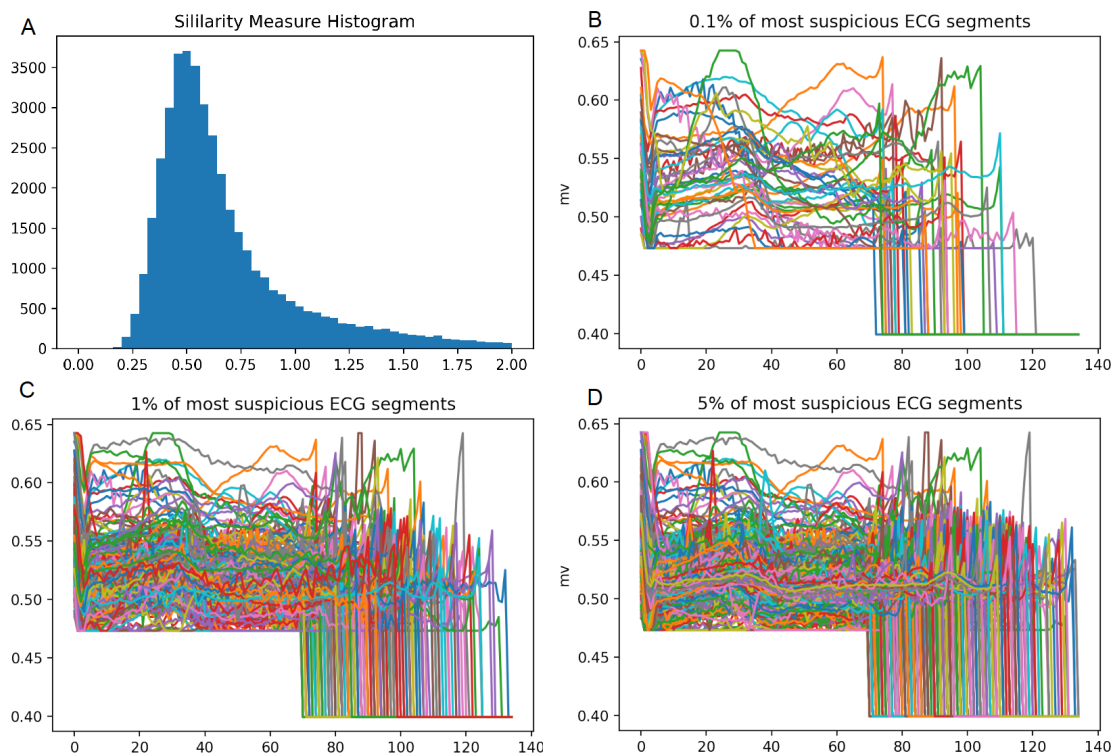 A
Sililarity Measure Histogram
3500
3000
2500
2000
1500
1000
500
0
0.00 0.25 0.50 0.75 1.00 1.25 1.50 1.75 2.00
B
0.1% of most suspicious ECG segments
0.65
0.60
0.55
0.50
0.45
0.40
mv
0 20 40 60 80 100 120 140
C
1% of most suspicious ECG segments
0.65
0.60
0.55
0.50
0.45
0.40
0 20 40 60 80 100 120 140
D
5% of most suspicious ECG segments
0.65
0.60
0.55
0.50
0.45
0.40
mv
0 20 40 60 80 100 120 140